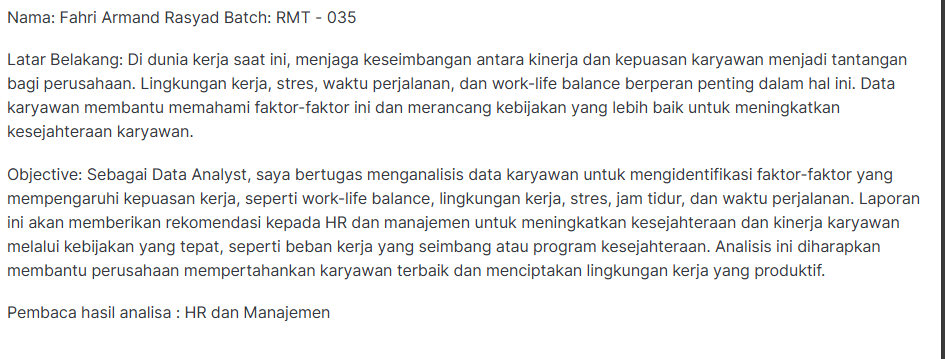 Nama: Fahri Armand Rasyad Batch: RMT - 035
Latar Belakang: Di dunia kerja saat ini, menjaga keseimbangan antara kinerja dan kepuasan karyawan menjadi tantangan
bagi perusahaan. Lingkungan kerja, stres, waktu perjalanan, dan work-life balance berperan penting dalam hal ini. Data
karyawan membantu memahami faktor-faktor ini dan merancang kebijakan yang lebih baik untuk meningkatkan
kesejahteraan karyawan.
Objective: Sebagai Data Analyst, saya bertugas menganalisis data karyawan untuk mengidentifikasi faktor-faktor yang
mempengaruhi kepuasan kerja, seperti work-life balance, lingkungan kerja, stres, jam tidur, dan waktu perjalanan. Laporan
ini akan memberikan rekomendasi kepada HR dan manajemen untuk meningkatkan kesejahteraan dan kinerja karyawan
melalui kebijakan yang tepat, seperti beban kerja yang seimbang atau program kesejahteraan. Analisis ini diharapkan
membantu perusahaan mempertahankan karyawan terbaik dan menciptakan lingkungan kerja yang produktif.
Pembaca hasil analisa : HR dan Manajemen